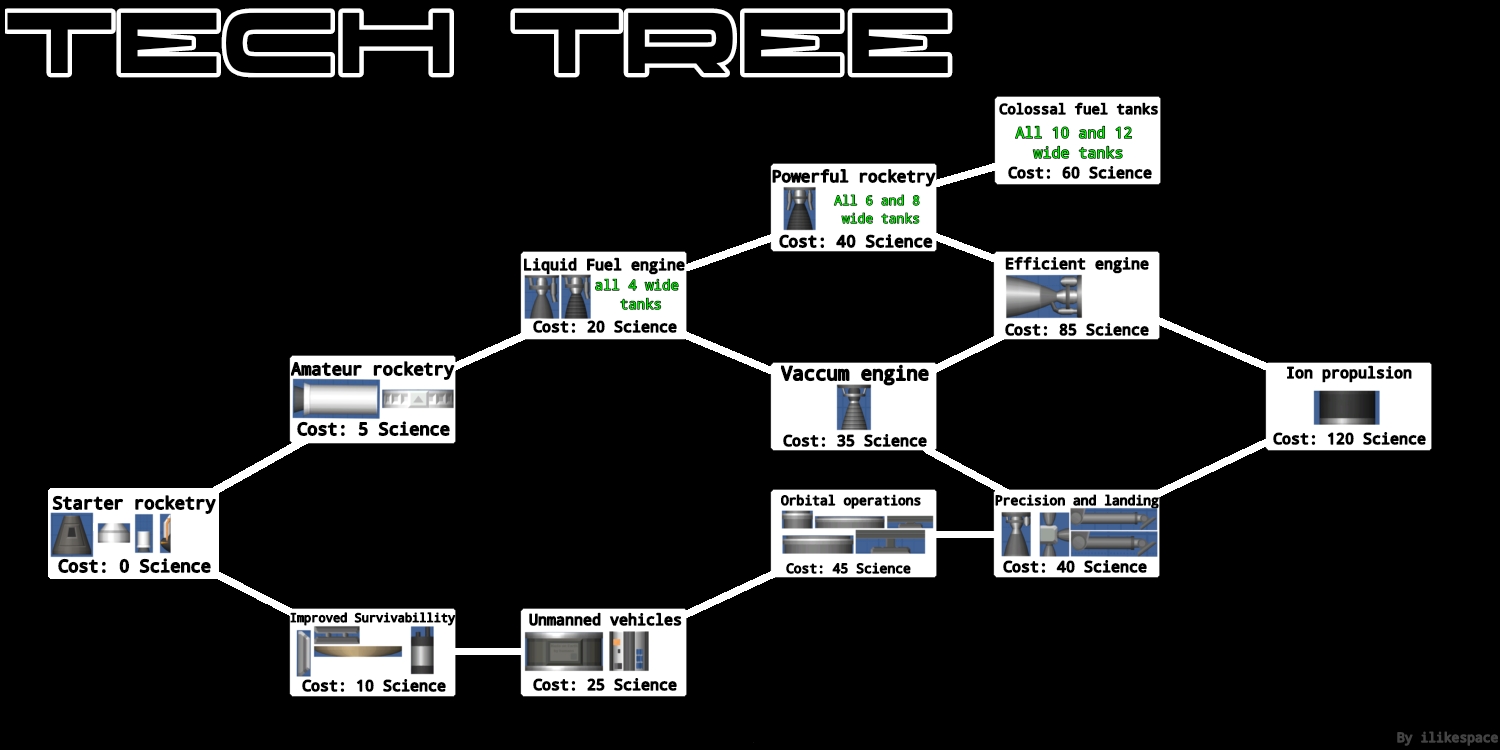 TECH TREE
Colossal fuel tanks
All 10 and 12
wide tanks
Cost: 60 Science
Powerful rocketry
All 6 and 8
wide tanks
Cost: 40 Science
Liquid Fuel engine
all 4 wide
tanks
Cost: 20 Science
Efficient engine
Cost: 85 Science
Amateur rocketry
Cost: 5 Science
Vaccum engine
Cost: 35 Science
Ion propulsion
Cost: 120 Science
Starter rocketry
Cost: 0 Science
Orbital operations
Cost: 45 Science
Precision and landing
Cost: 40 Science
Improved Survivabillity
Cost: 10 Science
Unmanned vehicles
Cost: 25 Science
By ilikespace